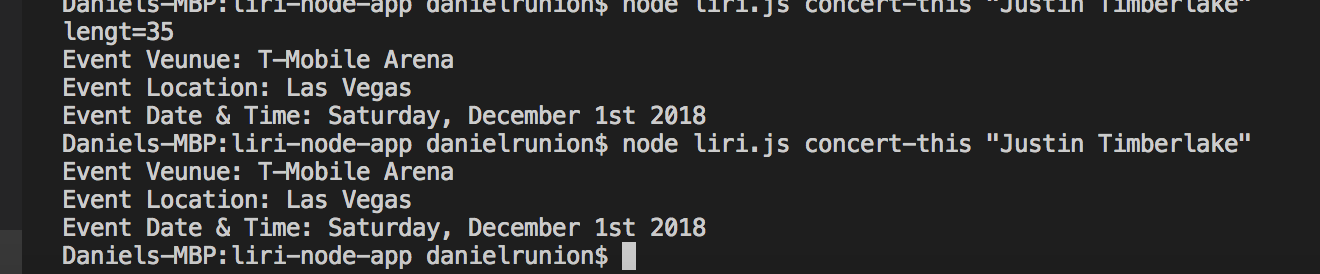 Daniels-MBP:liri-node-app danielrunion$ node liri.js concert-this "Justin Timberlake"
lengt=35
Event Veunue: T-Mobile Arena
Event Location: Las Vegas
Event Date & Time: Saturday, December 1st 2018
Daniels-MBP:liri-node-app danielrunion$ node liri.js concert-this "Justin Timberlake"
Event Veunue: T-Mobile Arena
Event Location: Las Vegas
Event Date & Time: Saturday, December 1st 2018
Daniels-MBP:liri-node-app danielrunion$